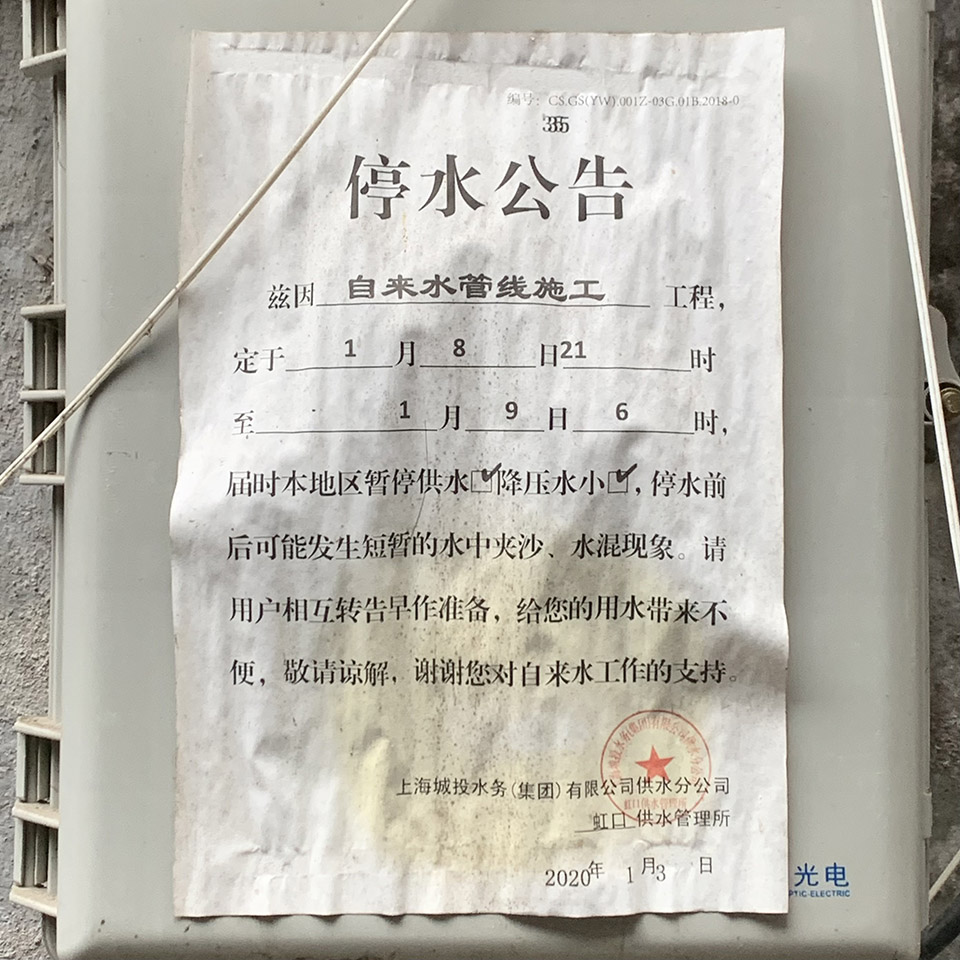 编号：CS.GS(YW).001Z-03G.01B.2018-0
停水公告
兹因 自来水管线施工 工程，
定于 1 月 8 日 21 时
至 1 月 9 日 6 时，
届时本地区暂停供水☑降压水小☑，停水前
后可能发生短暂的水中夹沙、水混现象。请
用户相互转告早作准备，给您的用水带来不
便，敬请谅解，谢谢您对自来水工作的支持。
上海城投水务(集团)有限公司供水分公司
虹口 供水管理所
虹口供水管理所
2020年 1 月 3 日
光电
PTIC-ELECTRIC